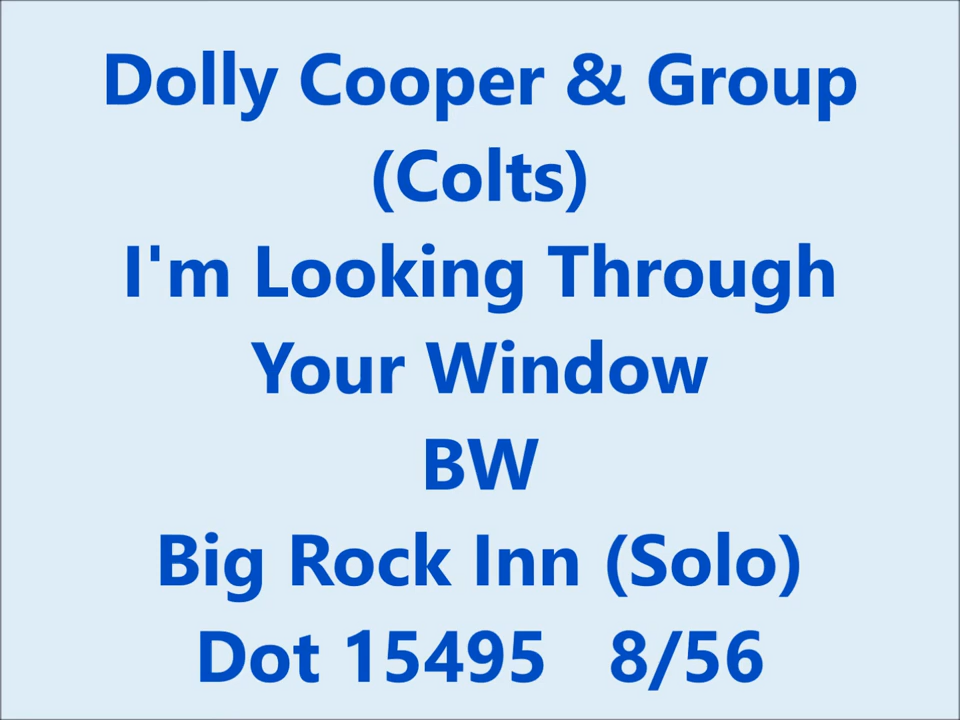 Dolly Cooper & Group
(Colts)
I'm Looking Through
Your Window
BW
Big Rock Inn (Solo)
Dot 15495   8/56